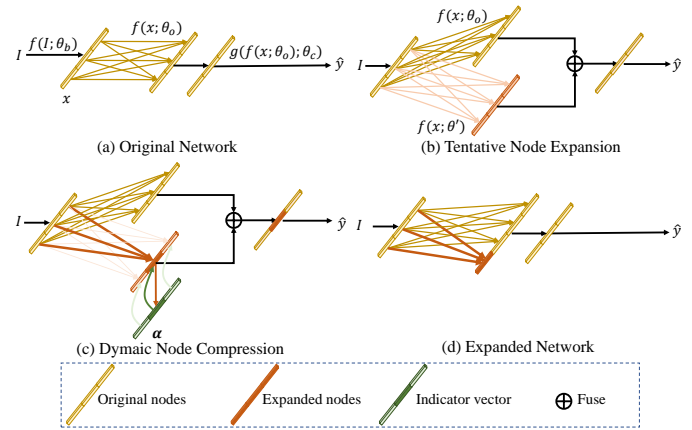 I
f(I; θ_b)
x
f(x; θ_o)
g(f(x; θ_o); θ_c)
ŷ
(a) Original Network
I
f(x; θ_o)
f(x; θ')
ŷ
(b) Tentative Node Expansion
I
α
ŷ
(c) Dymaic Node Compression
I
ŷ
(d) Expanded Network
Original nodes
Expanded nodes
Indicator vector
Fuse